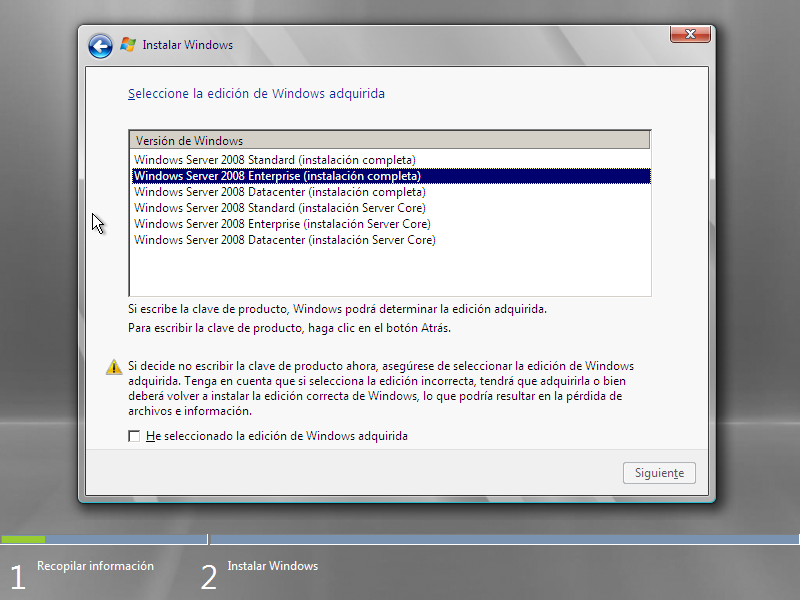 Instalar Windows
Seleccione la edición de Windows adquirida
Versión de Windows
Windows Server 2008 Standard (instalación completa)
Windows Server 2008 Enterprise (instalación completa)
Windows Server 2008 Datacenter (instalación completa)
Windows Server 2008 Standard (instalación Server Core)
Windows Server 2008 Enterprise (instalación Server Core)
Windows Server 2008 Datacenter (instalación Server Core)
Si escribe la clave de producto, Windows podrá determinar la edición adquirida.
Para escribir la clave de producto, haga clic en el botón Atrás.
Si decide no escribir la clave de producto ahora, asegúrese de seleccionar la edición de Windows
adquirida. Tenga en cuenta que si selecciona la edición incorrecta, tendrá que adquirirla o bien
deberá volver a instalar la edición correcta de Windows, lo que podría resultar en la pérdida de
archivos e información.
He seleccionado la edición de Windows adquirida
Siguiente
1 Recopilar información
2 Instalar Windows